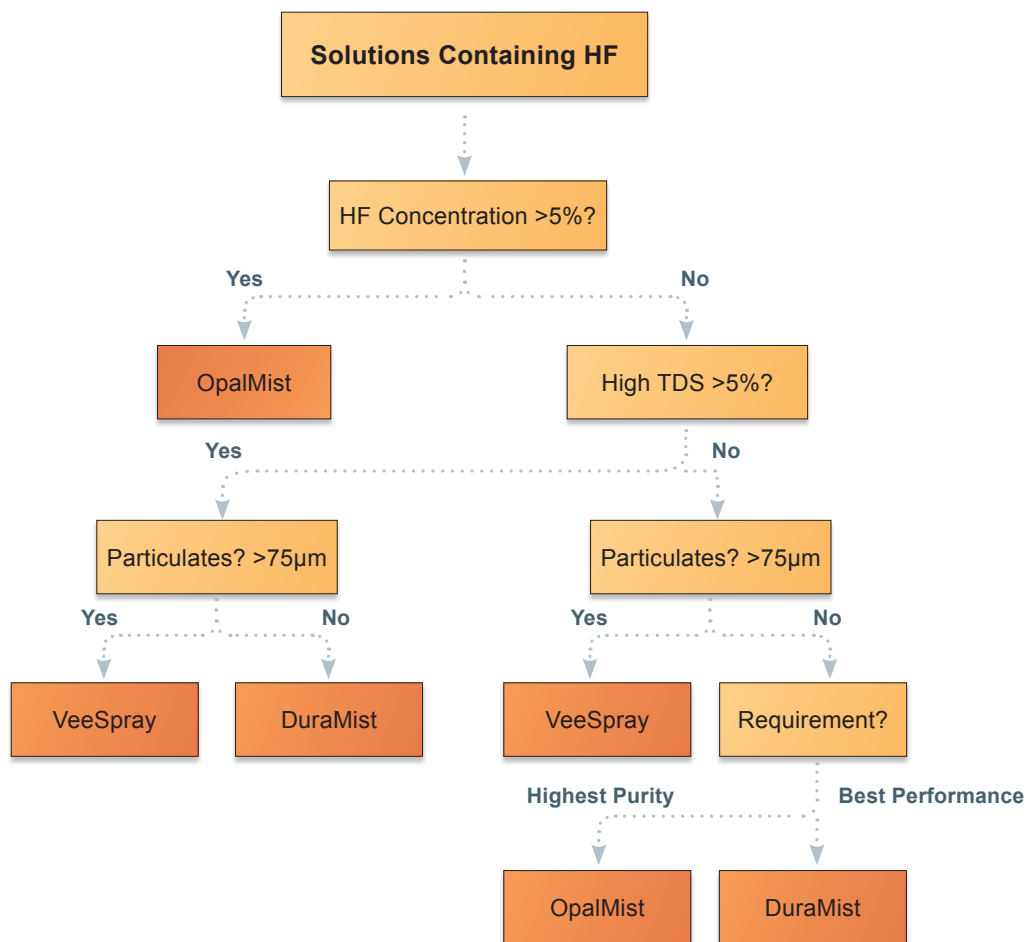 Solutions Containing HF
HF Concentration >5%?
Yes
No
OpalMist
High TDS >5%?
Yes
No
Particulates? >75µm
Particulates? >75µm
Yes
No
Yes
No
VeeSpray
DuraMist
VeeSpray
Requirement?
Highest Purity
Best Performance
OpalMist
DuraMist